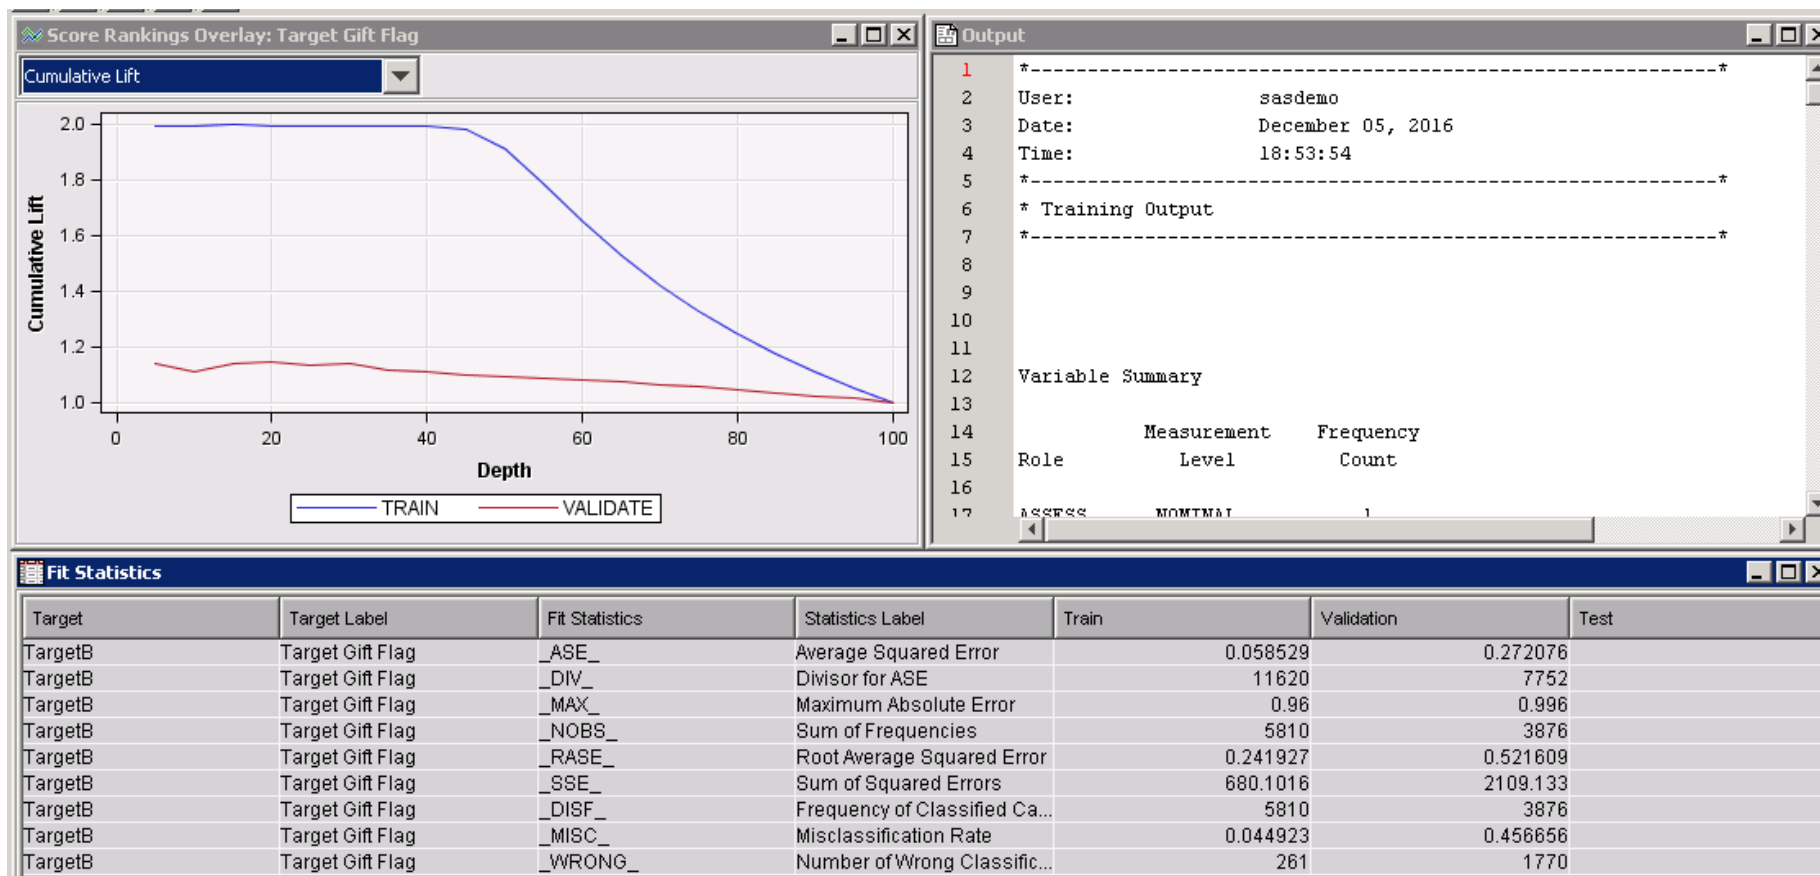 Score Rankings Overlay: Target Gift Flag
Cumulative Lift
Cumulative Lift
2.0
1.8
1.6
1.4
1.2
1.0
0 20 40 60 80 100
Depth
TRAIN VALIDATE
Output
1 *------------------------------------------------------------*
2 User: sasdemo
3 Date: December 05, 2016
4 Time: 18:53:54
5 *------------------------------------------------------------*
6 * Training Output
7 *------------------------------------------------------------*
8
9
10
11
12 Variable Summary
13
14 Measurement Frequency
15 Role Level Count
16
17 ASSESS NOMINAL 1
Fit Statistics
Target Target Label Fit Statistics Statistics Label Train Validation Test
TargetB Target Gift Flag _ASE_ Average Squared Error 0.058529 0.272076
TargetB Target Gift Flag _DIV_ Divisor for ASE 11620 7752
TargetB Target Gift Flag _MAX_ Maximum Absolute Error 0.96 0.996
TargetB Target Gift Flag _NOBS_ Sum of Frequencies 5810 3876
TargetB Target Gift Flag _RASE_ Root Average Squared Error 0.241927 0.521609
TargetB Target Gift Flag _SSE_ Sum of Squared Errors 680.1016 2109.133
TargetB Target Gift Flag _DISF_ Frequency of Classified Ca... 5810 3876
TargetB Target Gift Flag _MISC_ Misclassification Rate 0.044923 0.456656
TargetB Target Gift Flag _WRONG_ Number of Wrong Classific... 261 1770